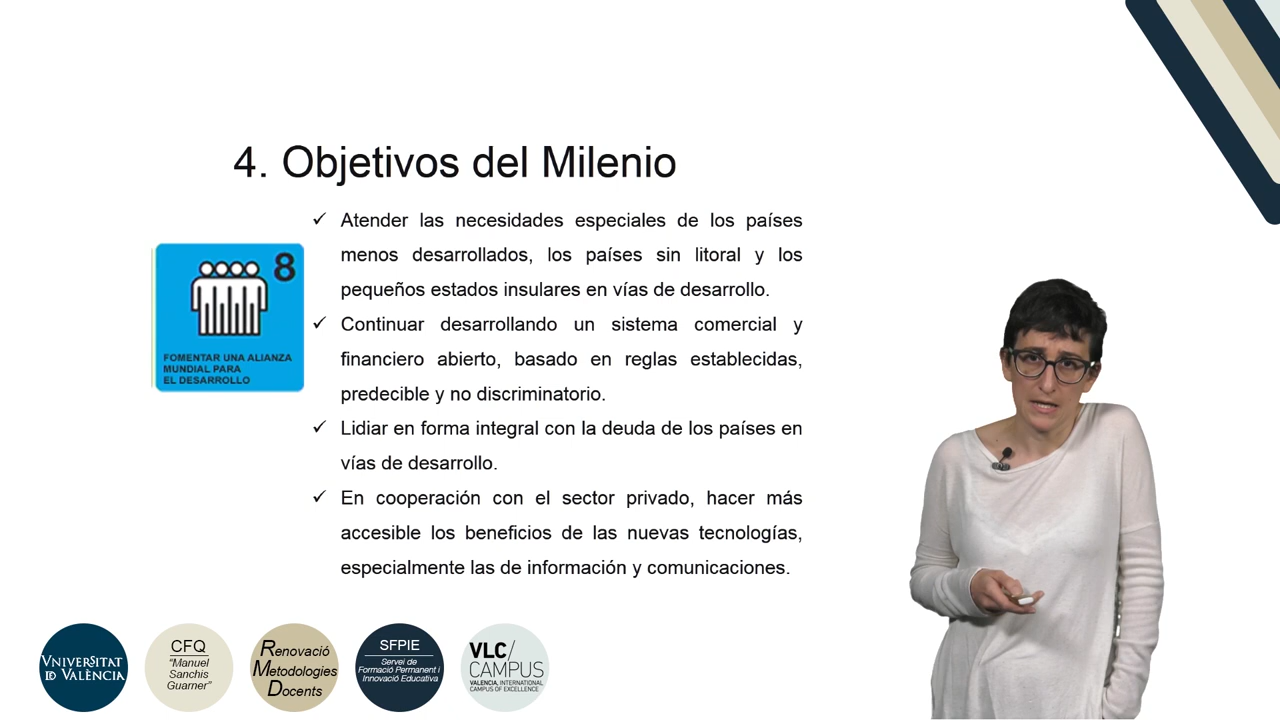 4. Objetivos del Milenio
✓ Atender las necesidades especiales de los países
menos desarrollados, los países sin litoral y los
pequeños estados insulares en vías de desarrollo.
✓ Continuar desarrollando un sistema comercial y
financiero abierto, basado en reglas establecidas,
predecible y no discriminatorio.
✓ Lidiar en forma integral con la deuda de los países en
vías de desarrollo.
✓ En cooperación con el sector privado, hacer más
accesible los beneficios de las nuevas tecnologías,
especialmente las de información y comunicaciones.
8
FOMENTAR UNA ALIANZA
MUNDIAL PARA
EL DESARROLLO
VNIVERSITAT
ID VALÈNCIA
CFQ
"Manuel
Sanchis
Guarner"
Renovació
Metodologies
Docents
SFPIE
Servei de
Formació Permanent i
Innovació Educativa
VLC/
CAMPUS
VALENCIA, INTERNATIONAL
CAMPUS OF EXCELLENCE